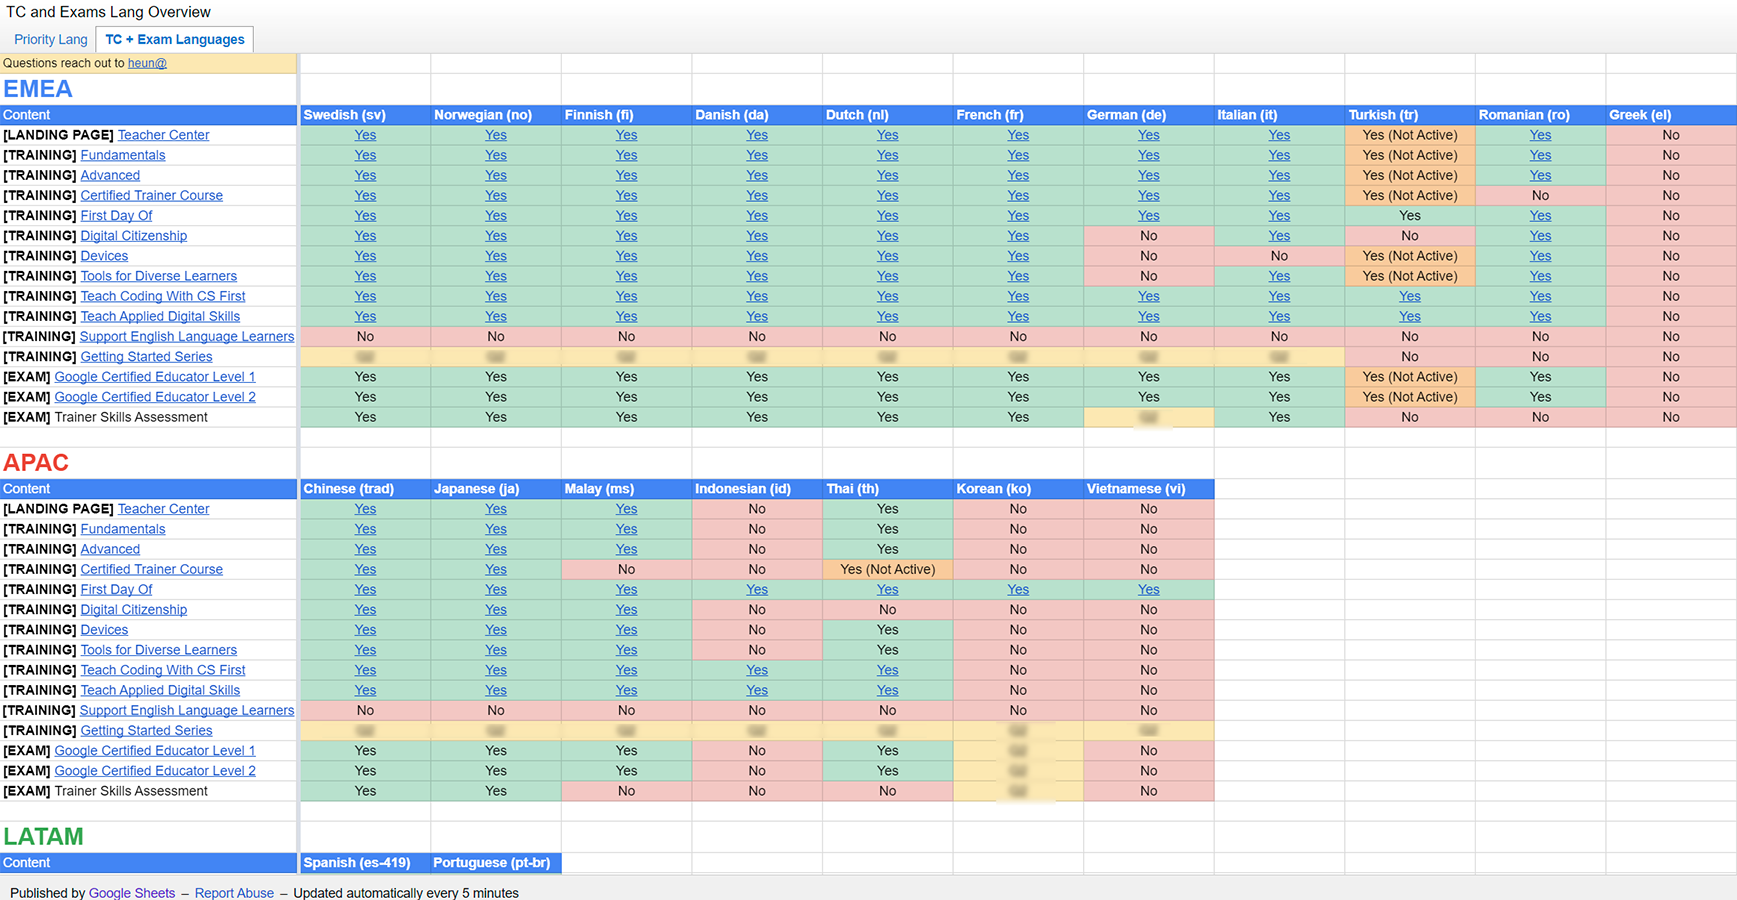 TC and Exams Lang Overview
Priority Lang TC + Exam Languages
Questions reach out to heun@
EMEA
Content Swedish (sv) Norwegian (no) Finnish (fi) Danish (da) Dutch (nl) French (fr) German (de) Italian (it) Turkish (tr) Romanian (ro) Greek (el)
[LANDING PAGE] Teacher Center Yes Yes Yes Yes Yes Yes Yes Yes Yes (Not Active) Yes No
[TRAINING] Fundamentals Yes Yes Yes Yes Yes Yes Yes Yes Yes (Not Active) Yes No
[TRAINING] Advanced Yes Yes Yes Yes Yes Yes Yes Yes Yes (Not Active) Yes No
[TRAINING] Certified Trainer Course Yes Yes Yes Yes Yes Yes Yes Yes Yes (Not Active) No No
[TRAINING] First Day Of Yes Yes Yes Yes Yes Yes Yes Yes Yes Yes No
[TRAINING] Digital Citizenship Yes Yes Yes Yes Yes Yes No Yes No Yes No
[TRAINING] Devices Yes Yes Yes Yes Yes Yes No No Yes (Not Active) Yes No
[TRAINING] Tools for Diverse Learners Yes Yes Yes Yes Yes Yes No Yes Yes (Not Active) Yes No
[TRAINING] Teach Coding With CS First Yes Yes Yes Yes Yes Yes Yes Yes Yes Yes No
[TRAINING] Teach Applied Digital Skills Yes Yes Yes Yes Yes Yes Yes Yes Yes Yes No
[TRAINING] Support English Language Learners No No No No No No No No No No No
[TRAINING] Getting Started Series No No No
[EXAM] Google Certified Educator Level 1 Yes Yes Yes Yes Yes Yes Yes Yes Yes (Not Active) Yes No
[EXAM] Google Certified Educator Level 2 Yes Yes Yes Yes Yes Yes Yes Yes Yes (Not Active) Yes No
[EXAM] Trainer Skills Assessment Yes Yes Yes Yes Yes Yes Yes No No No
APAC
Content Chinese (trad) Japanese (ja) Malay (ms) Indonesian (id) Thai (th) Korean (ko) Vietnamese (vi)
[LANDING PAGE] Teacher Center Yes Yes Yes No Yes No No
[TRAINING] Fundamentals Yes Yes Yes No Yes No No
[TRAINING] Advanced Yes Yes Yes No Yes No No
[TRAINING] Certified Trainer Course Yes Yes No No Yes (Not Active) No No
[TRAINING] First Day Of Yes Yes Yes Yes Yes Yes Yes
[TRAINING] Digital Citizenship Yes Yes Yes No No No No
[TRAINING] Devices Yes Yes Yes No Yes No No
[TRAINING] Tools for Diverse Learners Yes Yes Yes No Yes No No
[TRAINING] Teach Coding With CS First Yes Yes Yes Yes Yes No No
[TRAINING] Teach Applied Digital Skills Yes Yes Yes Yes Yes No No
[TRAINING] Support English Language Learners No No No No No No No
[TRAINING] Getting Started Series
[EXAM] Google Certified Educator Level 1 Yes Yes Yes No Yes No
[EXAM] Google Certified Educator Level 2 Yes Yes Yes No Yes No
[EXAM] Trainer Skills Assessment Yes Yes No No No No
LATAM
Content Spanish (es-419) Portuguese (pt-br)
Published by Google Sheets – Report Abuse – Updated automatically every 5 minutes